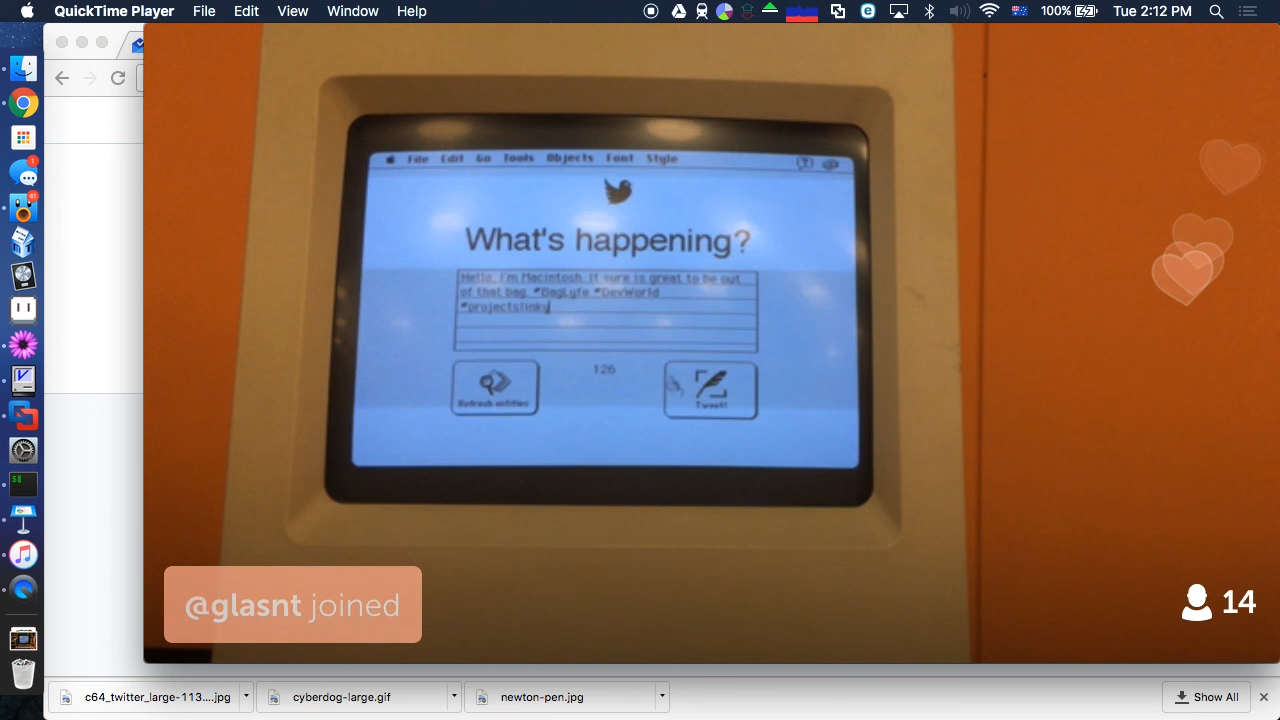 QuickTime Player File Edit View Window Help 100% Tue 2:12 PM
File Edit Go Tools Objects Font Style
What's happening?
Hello, I'm Macintosh. It sure is great to be out
of that bag. #BagLyfe #DevWorld
#projectslinky
126
Refresh entities
Tweet!
@glasnt joined
14
c64_twitter_large-113....jpg
cyberdog-large.gif
newton-pen.jpg
Show All